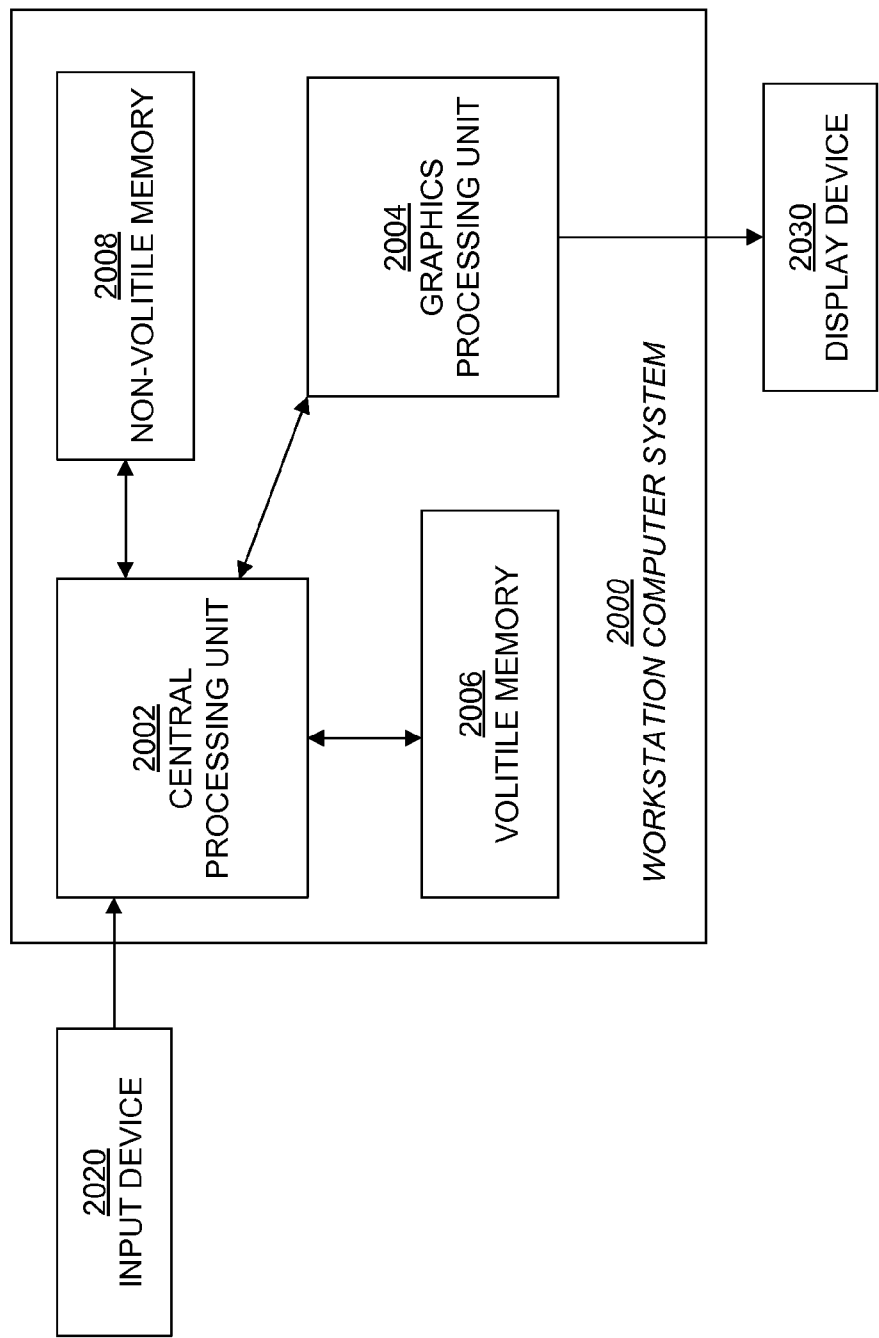 2020
INPUT DEVICE
2002
CENTRAL
PROCESSING UNIT
2008
NON-VOLITILE MEMORY
2006
VOLITILE MEMORY
2004
GRAPHICS
PROCESSING UNIT
2000
WORKSTATION COMPUTER SYSTEM
2030
DISPLAY DEVICE